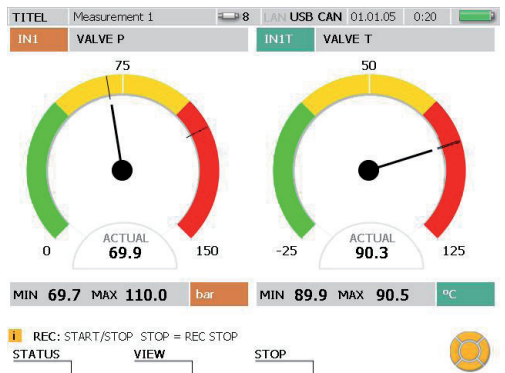 TITEL Measurement 1 8 LAN USB CAN 01.01.05 0:20
IN1 VALVE P IN1T VALVE T
75 50
ACTUAL ACTUAL
0 69.9 150 -25 90.3 125
MIN 69.7 MAX 110.0 bar MIN 89.9 MAX 90.5 °C
i REC: START/STOP STOP = REC STOP
STATUS VIEW STOP